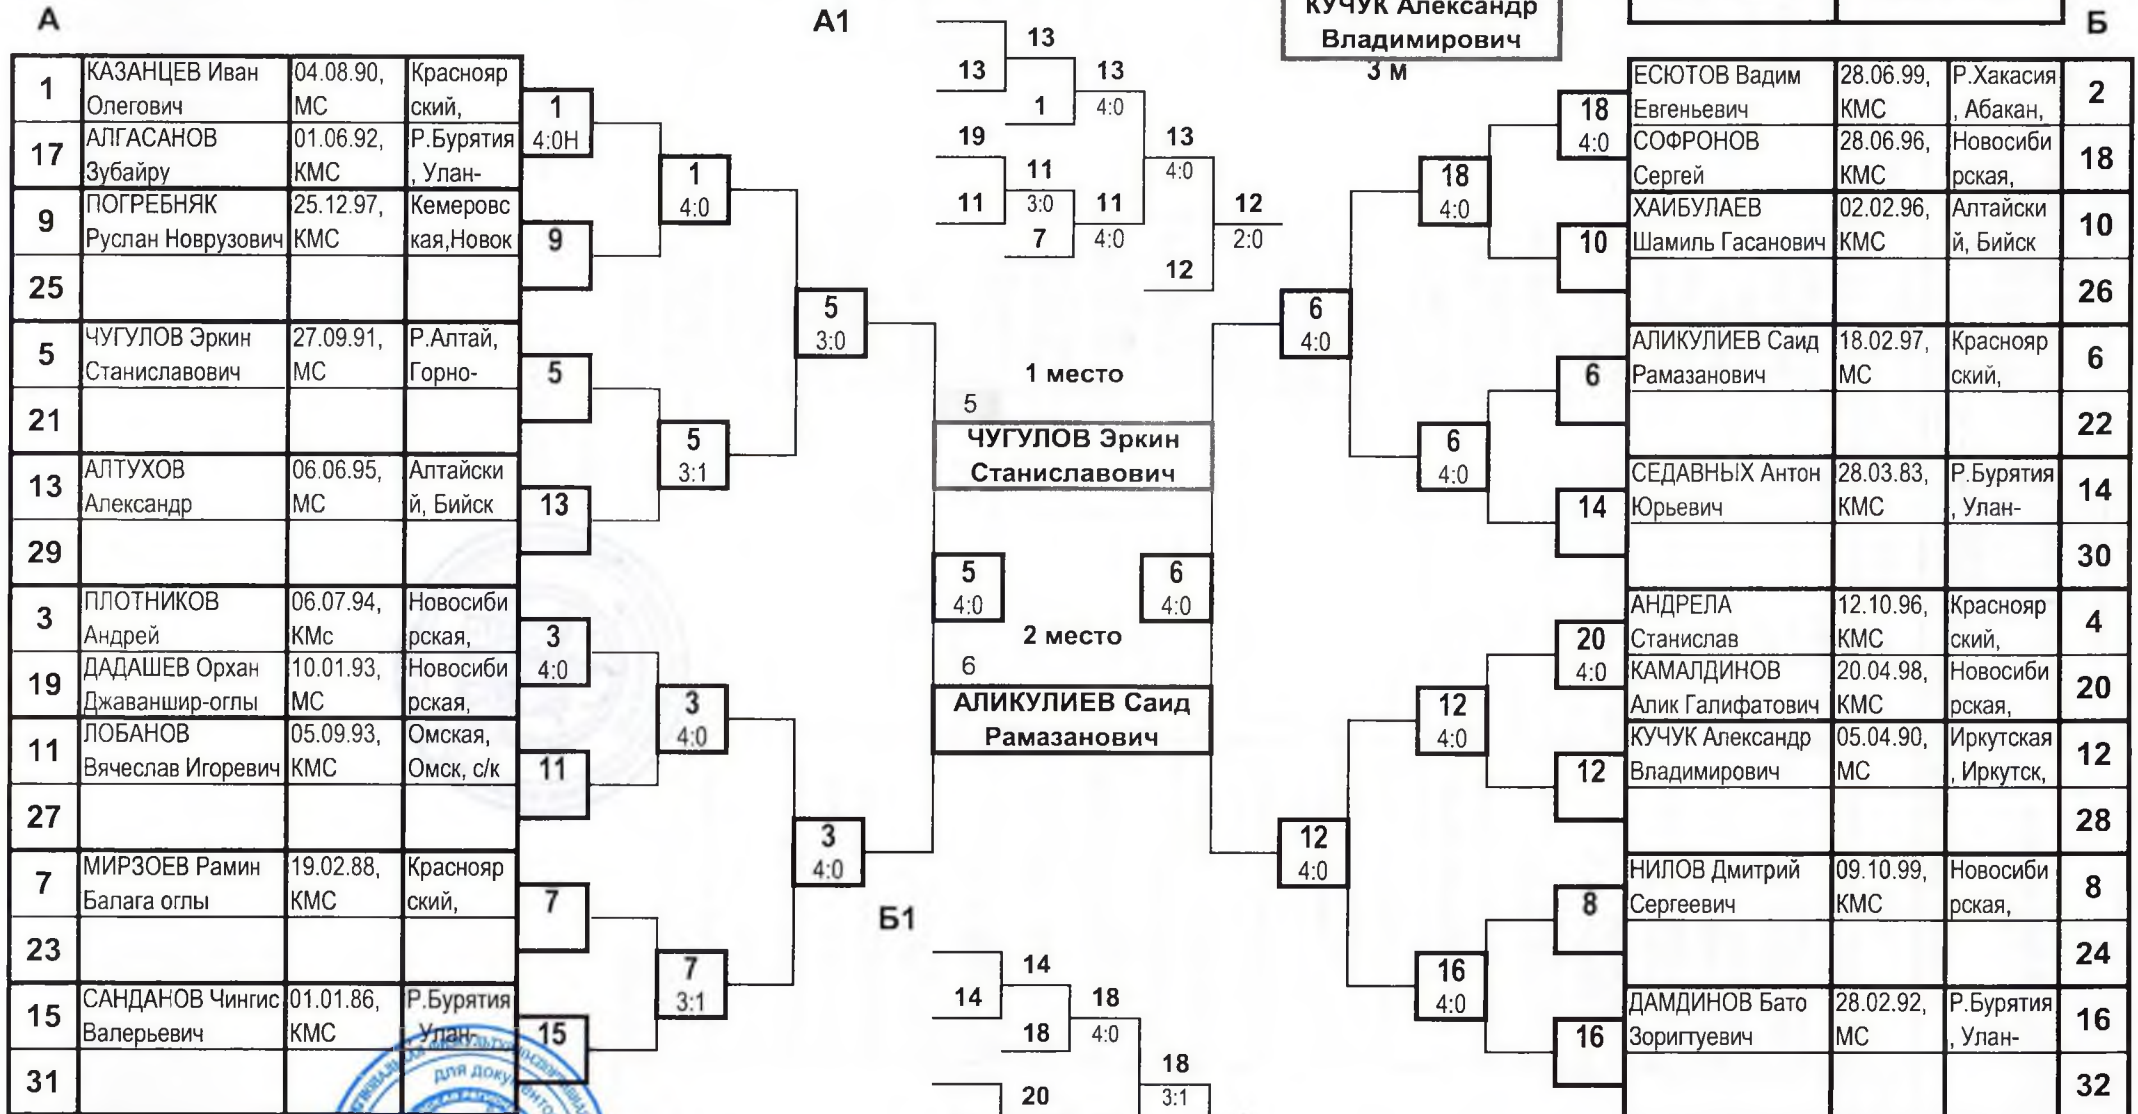 А
А1
КУЧУК Александр
Владимирович
3 м
Б
1
КАЗАНЦЕВ Иван
Олегович
04.08.90,
МС
Краснояр
ский,
17
АЛГАСАНОВ
Зубайру
01.06.92,
КМС
Р.Бурятия
, Улан-
9
ПОГРЕБНЯК
Руслан Новрузович
25.12.97,
КМС
Кемеровс
кая,Новок
25
5
ЧУГУЛОВ Эркин
Станиславович
27.09.91,
МС
Р.Алтай,
Горно-
21
13
АЛТУХОВ
Александр
06.06.95,
МС
Алтайски
й, Бийск
29
3
ПЛОТНИКОВ
Андрей
06.07.94,
КМс
Новосиби
рская,
19
ДАДАШЕВ Орхан
Джаваншир-оглы
10.01.93,
МС
Новосиби
рская,
11
ЛОБАНОВ
Вячеслав Игоревич
05.09.93,
КМС
Омская,
Омск, с/к
27
7
МИРЗОЕВ Рамин
Балага оглы
19.02.88,
КМС
Краснояр
ский,
23
15
САНДАНОВ Чингис
Валерьевич
01.01.86,
КМС
Р.Бурятия
, Улан-
31
1
4:0Н
9
5
13
3
4:0
11
7
15
1
4:0
5
3:1
3
4:0
7
3:1
5
3:0
3
4:0
13
13
13
1
4:0
19
13
4:0
11
11
3:0
11
4:0
7
12
2:0
12
1 место
5
ЧУГУЛОВ Эркин
Станиславович
5
4:0
6
4:0
2 место
6
АЛИКУЛИЕВ Саид
Рамазанович
Б1
14
14
18
18
4:0
18
3:1
20
6
4:0
12
4:0
18
4:0
6
4:0
12
4:0
16
4:0
18
4:0
10
6
14
20
4:0
12
8
16
ЕСЮТОВ Вадим
Евгеньевич
28.06.99,
КМС
Р.Хакасия
, Абакан,
2
СОФРОНОВ
Сергей
28.06.96,
КМС
Новосиби
рская,
18
ХАЙБУЛАЕВ
Шамиль Гасанович
02.02.96,
КМС
Алтайски
й, Бийск
10
26
АЛИКУЛИЕВ Саид
Рамазанович
18.02.97,
МС
Краснояр
ский,
6
22
СЕДАВНЫХ Антон
Юрьевич
28.03.83,
КМС
Р.Бурятия
, Улан-
14
30
АНДРЕЛА
Станислав
12.10.96,
КМС
Краснояр
ский,
4
КАМАЛДИНОВ
Алик Галифатович
20.04.98,
КМС
Новосиби
рская,
20
КУЧУК Александр
Владимирович
05.04.90,
МС
Иркутская
, Иркутск,
12
28
НИЛОВ Дмитрий
Сергеевич
09.10.99,
КМС
Новосиби
рская,
8
24
ДАМДИНОВ Бато
Зоригтуевич
28.02.92,
МС
Р.Бурятия
, Улан-
16
32
для доку